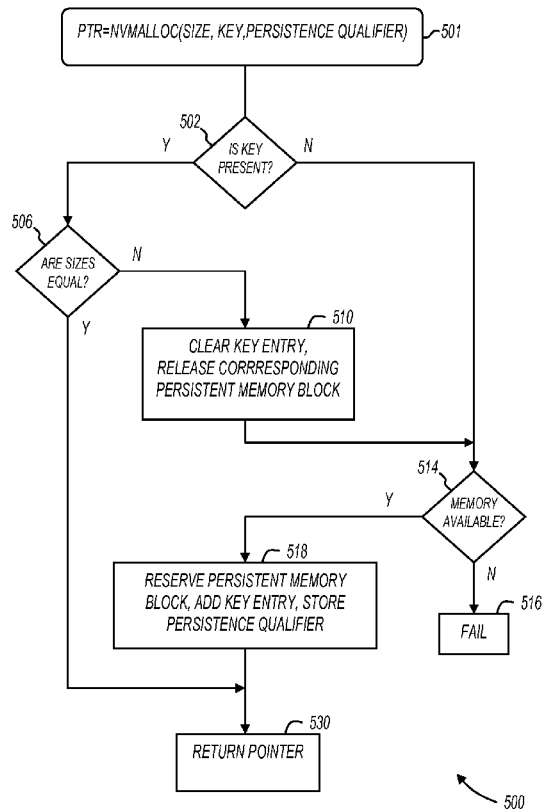 PTR=NVMALLOC(SIZE, KEY,PERSISTENCE QUALIFIER)
501
502
IS KEY
PRESENT?
Y
N
506
ARE SIZES
EQUAL?
N
Y
510
CLEAR KEY ENTRY,
RELEASE CORRRESPONDING
PERSISTENT MEMORY BLOCK
514
MEMORY
AVAILABLE?
Y
N
518
RESERVE PERSISTENT MEMORY
BLOCK, ADD KEY ENTRY, STORE
PERSISTENCE QUALIFIER
516
FAIL
530
RETURN POINTER
500